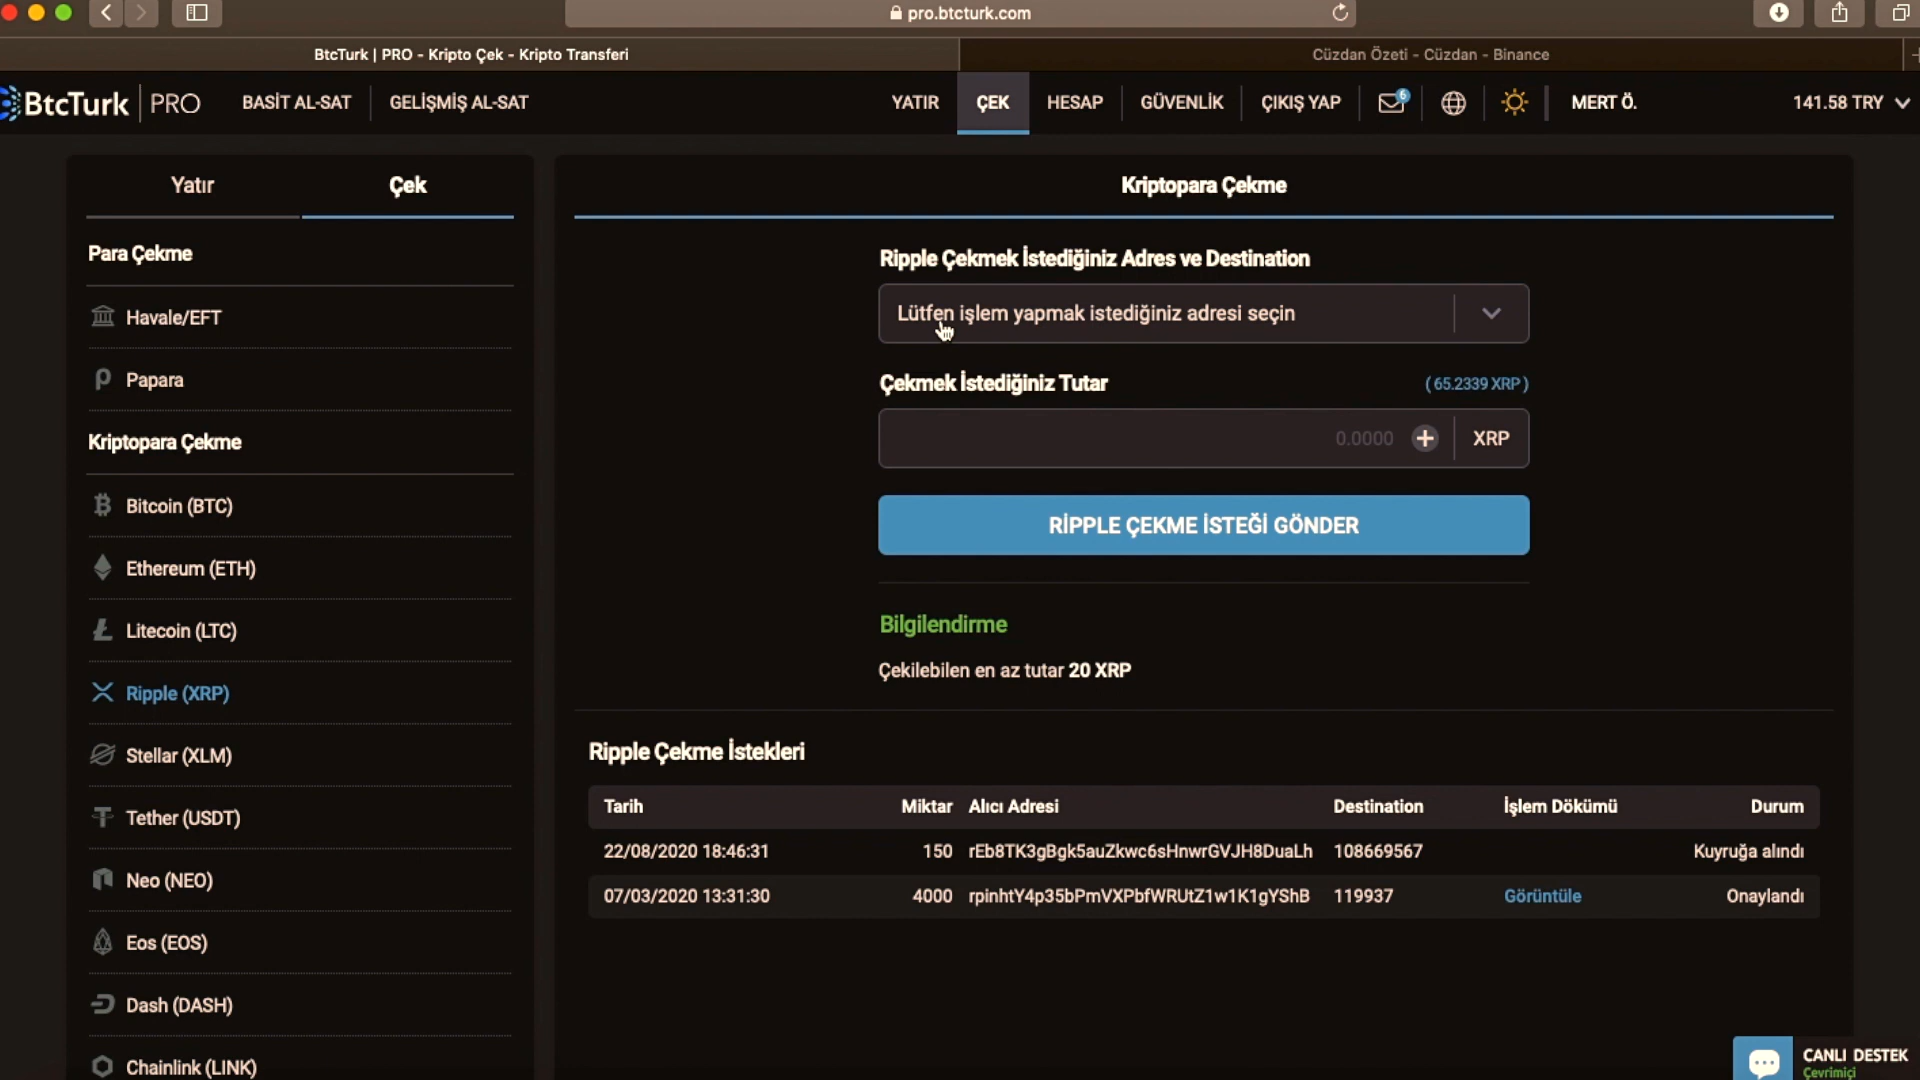 pro.btcturk.com
BtcTurk | PRO - Kripto Çek - Kripto Transferi
Cüzdan Özeti - Cüzdan - Binance
BtcTurk | PRO
BASİT AL-SAT
GELİŞMİŞ AL-SAT
YATIR
ÇEK
HESAP
GÜVENLİK
ÇIKIŞ YAP
6
MERT Ö.
141.58 TRY
Yatır
Çek
Para Çekme
Havale/EFT
Papara
Kriptopara Çekme
Bitcoin (BTC)
Ethereum (ETH)
Litecoin (LTC)
Ripple (XRP)
Stellar (XLM)
Tether (USDT)
Neo (NEO)
Eos (EOS)
Dash (DASH)
Chainlink (LINK)
Kriptopara Çekme
Ripple Çekmek İstediğiniz Adres ve Destination
Lütfen işlem yapmak istediğiniz adresi seçin
Çekmek İstediğiniz Tutar (65.2339 XRP)
0.0000 XRP
RİPPLE ÇEKME İSTEĞİ GÖNDER
Bilgilendirme
Çekilebilen en az tutar 20 XRP
Ripple Çekme İstekleri
Tarih Miktar Alıcı Adresi Destination İşlem Dökümü Durum
22/08/2020 18:46:31 150 rEb8TK3gBgk5auZkwc6sHnwrGVJH8DuaLh 108669567 Kuyruğa alındı
07/03/2020 13:31:30 4000 rpinhtY4p35bPmVXPbfWRUtZ1w1K1gYShB 119937 Görüntüle Onaylandı
CANLI DESTEK
Çevrimiçi